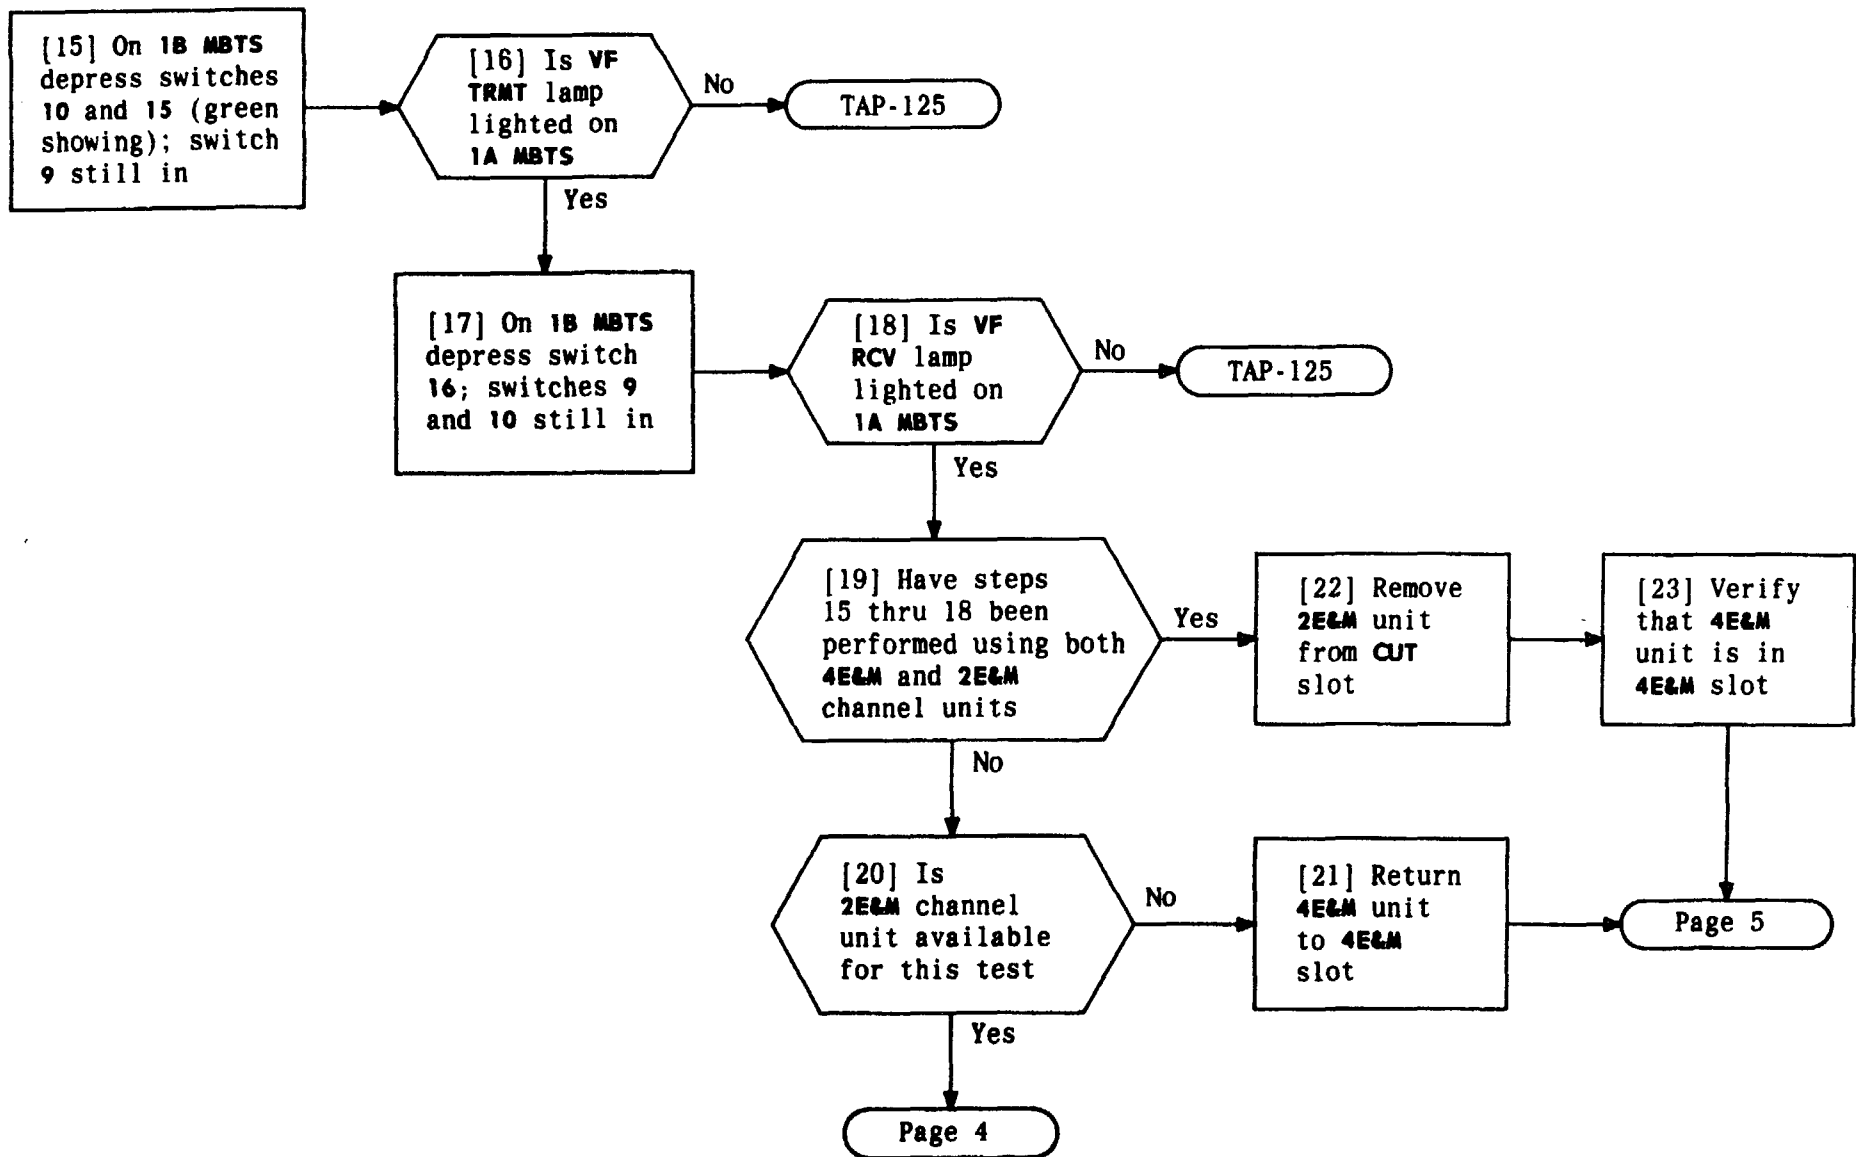 [15] On 1B MBTS
depress switches
10 and 15 (green
showing); switch
9 still in
[16] Is VF
TRMT lamp
lighted on
1A MBTS
No
TAP-125
Yes
[17] On 1B MBTS
depress switch
16; switches 9
and 10 still in
[18] Is VF
RCV lamp
lighted on
1A MBTS
No
TAP-125
Yes
[19] Have steps
15 thru 18 been
performed using both
4E&M and 2E&M
channel units
Yes
[22] Remove
2E&M unit
from CUT
slot
[23] Verify
that 4E&M
unit is in
4E&M slot
No
[20] Is
2E&M channel
unit available
for this test
No
[21] Return
4E&M unit
to 4E&M
slot
Page 5
Yes
Page 4